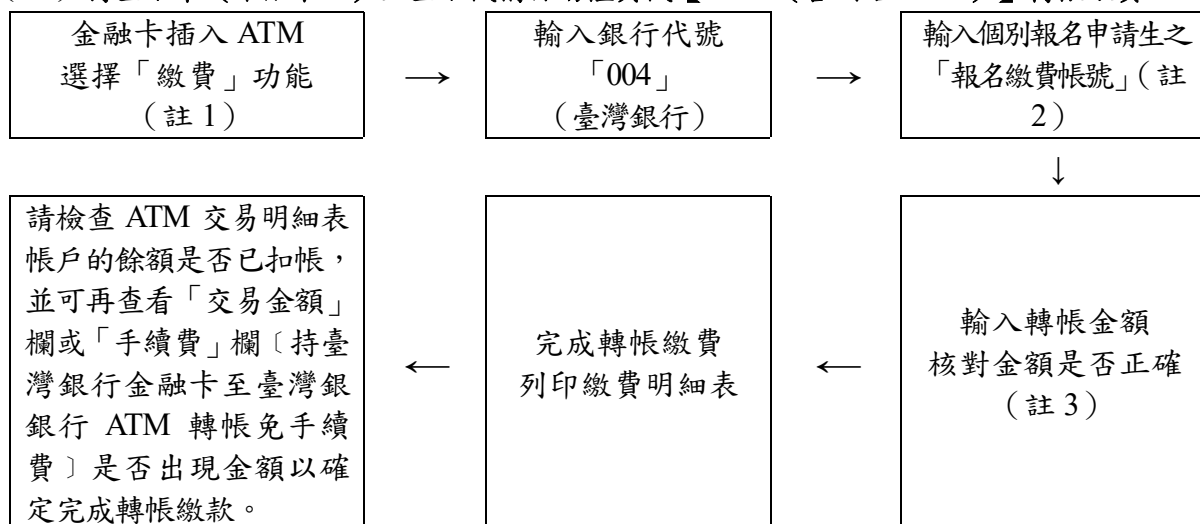 金融卡插入 ATM
選擇「繳費」功能
（註 1）
→
輸入銀行代號
「004」
（臺灣銀行）
→
輸入個別報名申請生之
「報名繳費帳號」（註
2）
↓
輸入轉帳金額
核對金額是否正確
（註 3）
←
完成轉帳繳費
列印繳費明細表
←
請檢查 ATM 交易明細表
帳戶的餘額是否已扣帳，
並可再查看「交易金額」
欄或「手續費」欄〔持臺
灣銀行金融卡至臺灣銀
銀行 ATM 轉帳免手續
費〕是否出現金額以確
定完成轉帳繳款。